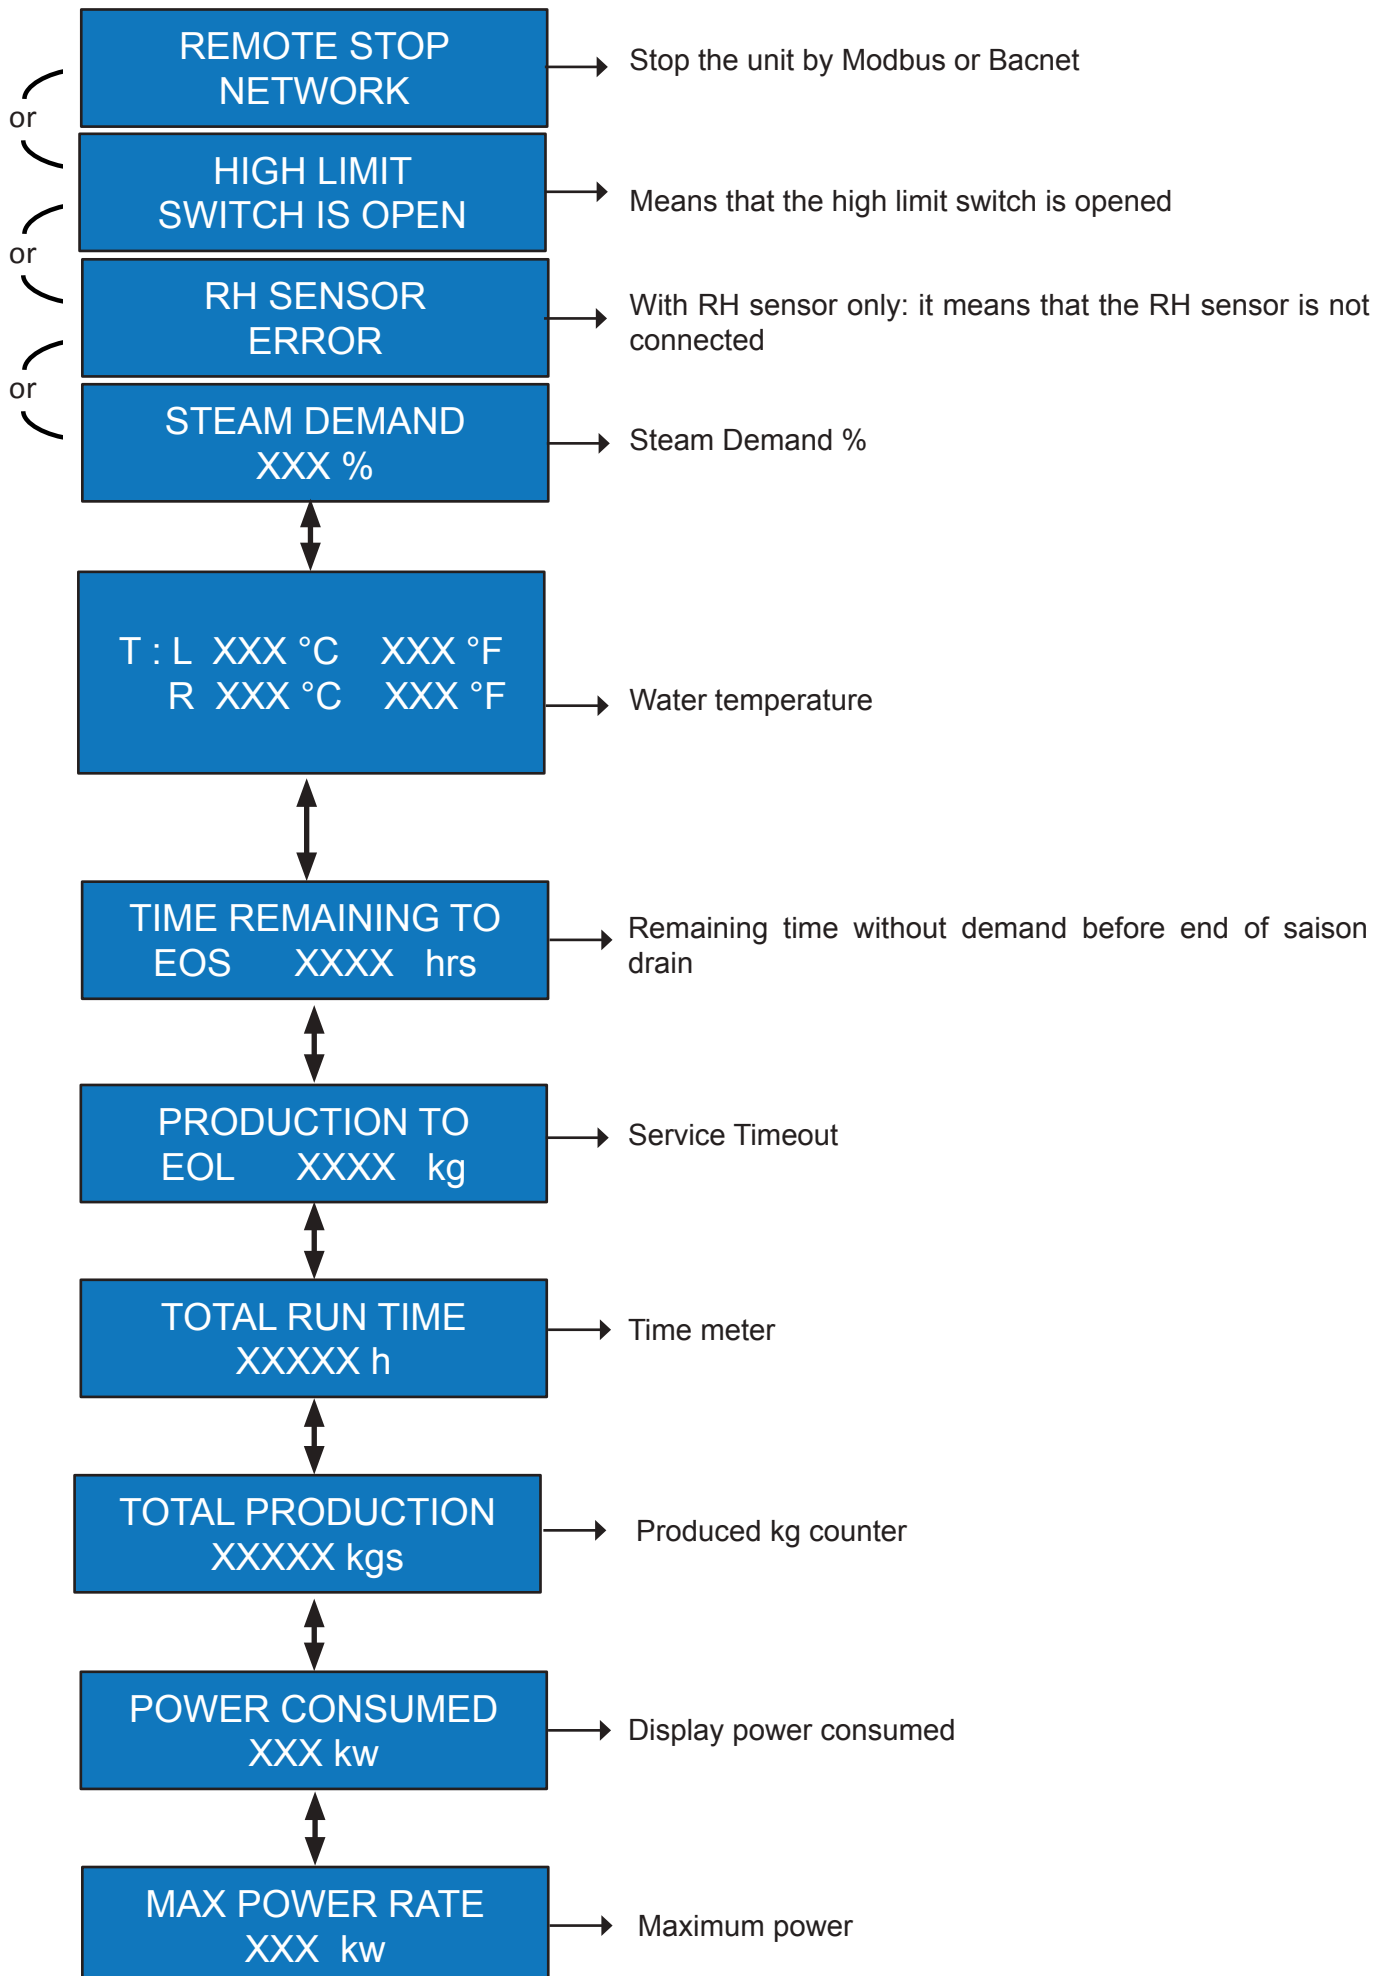 REMOTE STOP
NETWORK
Stop the unit by Modbus or Bacnet
or
HIGH LIMIT
SWITCH IS OPEN
Means that the high limit switch is opened
or
RH SENSOR
ERROR
With RH sensor only: it means that the RH sensor is not
connected
or
STEAM DEMAND
XXX %
Steam Demand %
T : L XXX °C XXX °F
R XXX °C XXX °F
Water temperature
TIME REMAINING TO
EOS XXXX hrs
Remaining time without demand before end of saison
drain
PRODUCTION TO
EOL XXXX kg
Service Timeout
TOTAL RUN TIME
XXXXX h
Time meter
TOTAL PRODUCTION
XXXXX kgs
Produced kg counter
POWER CONSUMED
XXX kw
Display power consumed
MAX POWER RATE
XXX kw
Maximum power